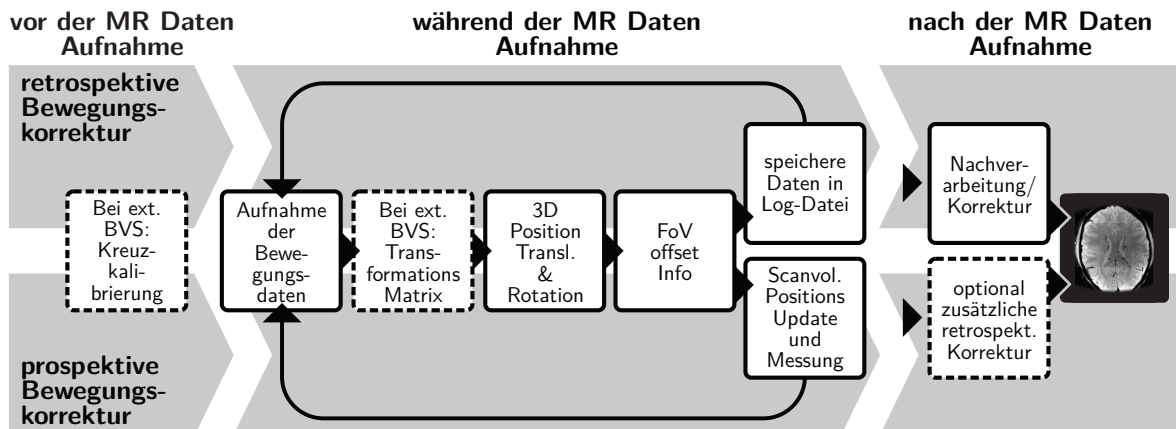 vor der MR Daten
Aufnahme
während der MR Daten
Aufnahme
nach der MR Daten
Aufnahme
retrospektive
Bewegungs-
korrektur
Bei ext.
BVS:
Kreuz-
kali-
brierung
Aufnahme
der
Bewe-
gungs-
daten
Bei ext.
BVS:
Trans-
formations
Matrix
3D
Position
Transl.
&
Rotation
FoV
offset
Info
speichere
Daten in
Log-Datei
Scanvol.
Positions
Update
und
Messung
Nachver-
arbeitung/
Korrektur
optional
zusätzliche
retrospekt.
Korrektur
prospektive
Bewegungs-
korrektur